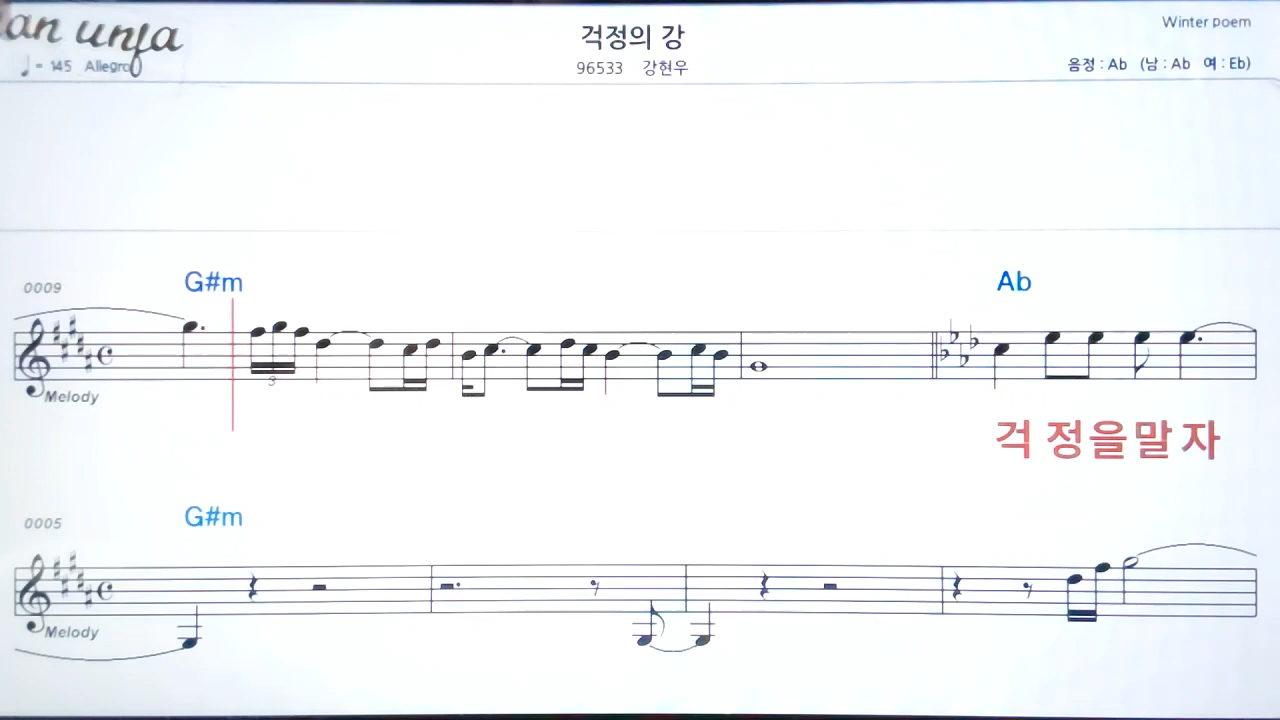 an unfa
걱정의 강
Winter poem
♩ = 145 Allegro
96533 강현우
음정 : Ab (남 : Ab 여 : Eb)
0009
G#m
Ab
3
Melody
걱 정을말 자
0005
G#m
Melody